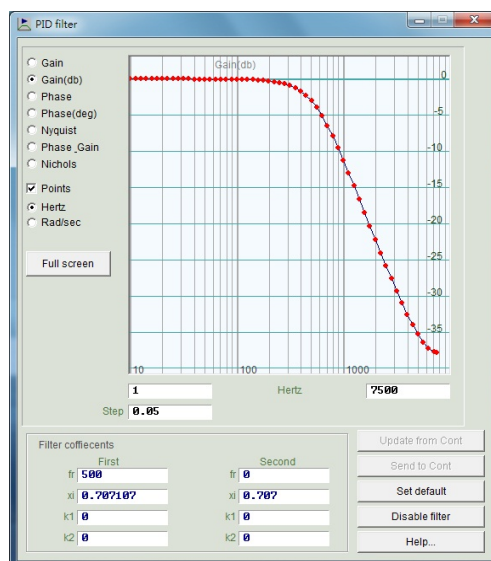 PID filter
Gain
Gain(db)
Phase
Phase(deg)
Nyquist
Phase_Gain
Nichols
Points
Hertz
Rad/sec
Full screen
Gain(db)
0
-5
-10
-15
-20
-25
-30
-35
10
100
1000
1
Hertz
7500
Step
0.05
Filter coffiecents
First
Second
fr 500
fr 0
xi 0.707107
xi 0.707
k1 0
k1 0
k2 0
k2 0
Update from Cont
Send to Cont
Set default
Disable filter
Help...